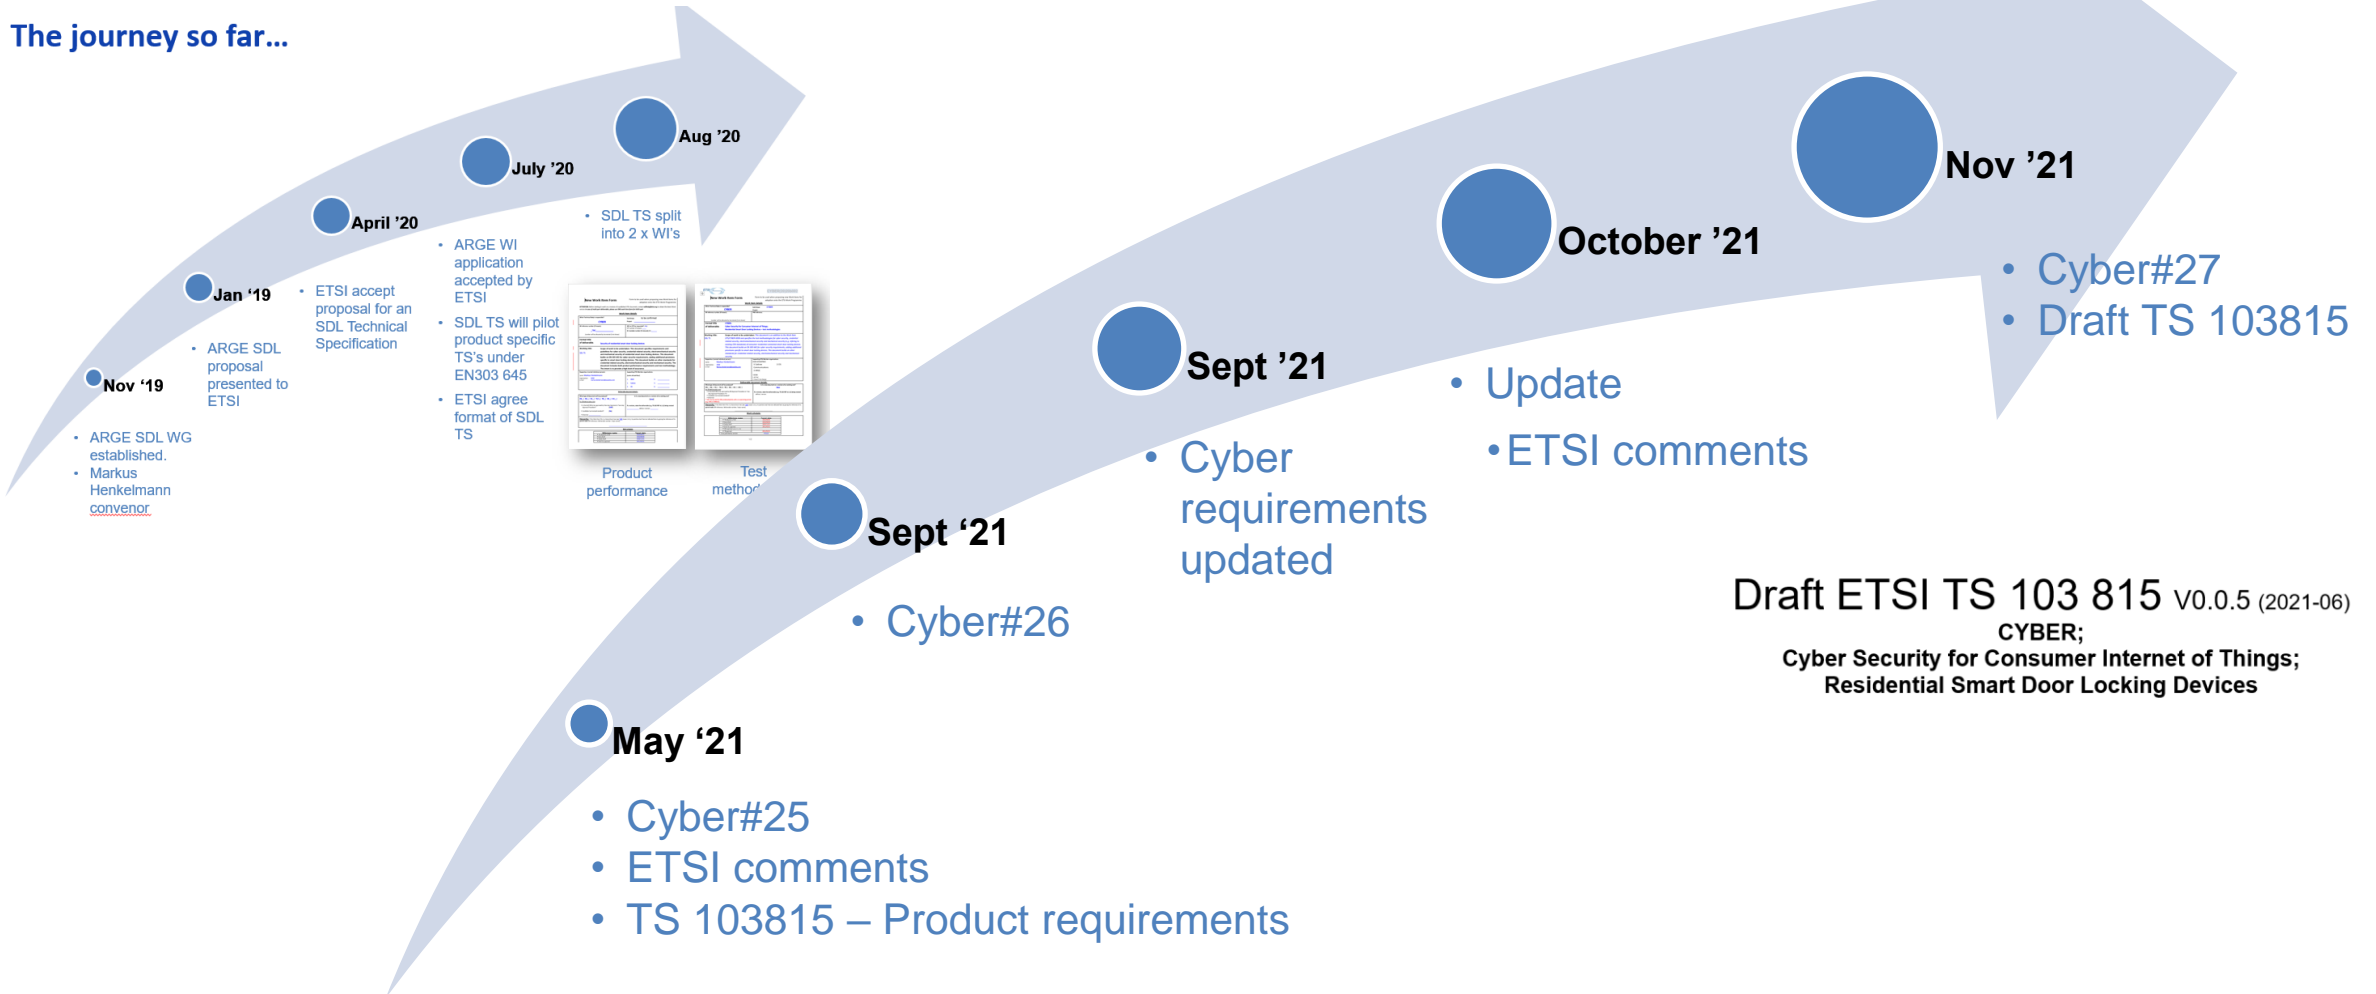 The journey so far...
Nov '19
• ARGE SDL WG
established.
• Markus
Henkelmann
convenor
Jan '19
• ARGE SDL
proposal
presented to
ETSI
April '20
• ETSI accept
proposal for an
SDL Technical
Specification
July '20
• ARGE WI
application
accepted by
ETSI
• SDL TS will pilot
product specific
TS's under
EN303 645
• ETSI agree
format of SDL
TS
Aug '20
• SDL TS split
into 2 x WI's
Product
performance
Test
May '21
• Cyber#25
• ETSI comments
• TS 103815 – Product requirements
Sept '21
• Cyber#26
Sept '21
• Cyber
requirements
updated
October '21
• Update
• ETSI comments
Nov '21
• Cyber#27
• Draft TS 103815
Draft ETSI TS 103 815 V0.0.5 (2021-06)
CYBER;
Cyber Security for Consumer Internet of Things;
Residential Smart Door Locking Devices